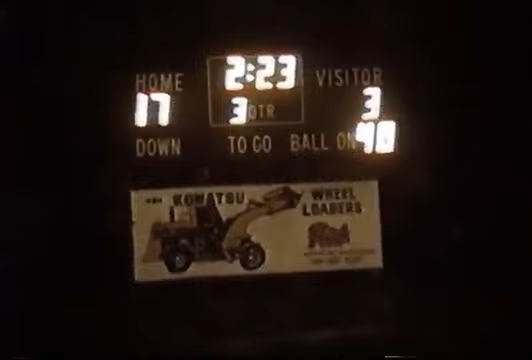 2:23
HOME VISITOR
17 3 QTR 3
DOWN TO GO BALL ON 40
KOMATSU WHEEL
LOADERS